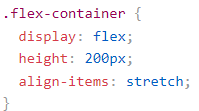 .flex-container {
  display: flex;
  height: 200px;
  align-items: stretch;
}